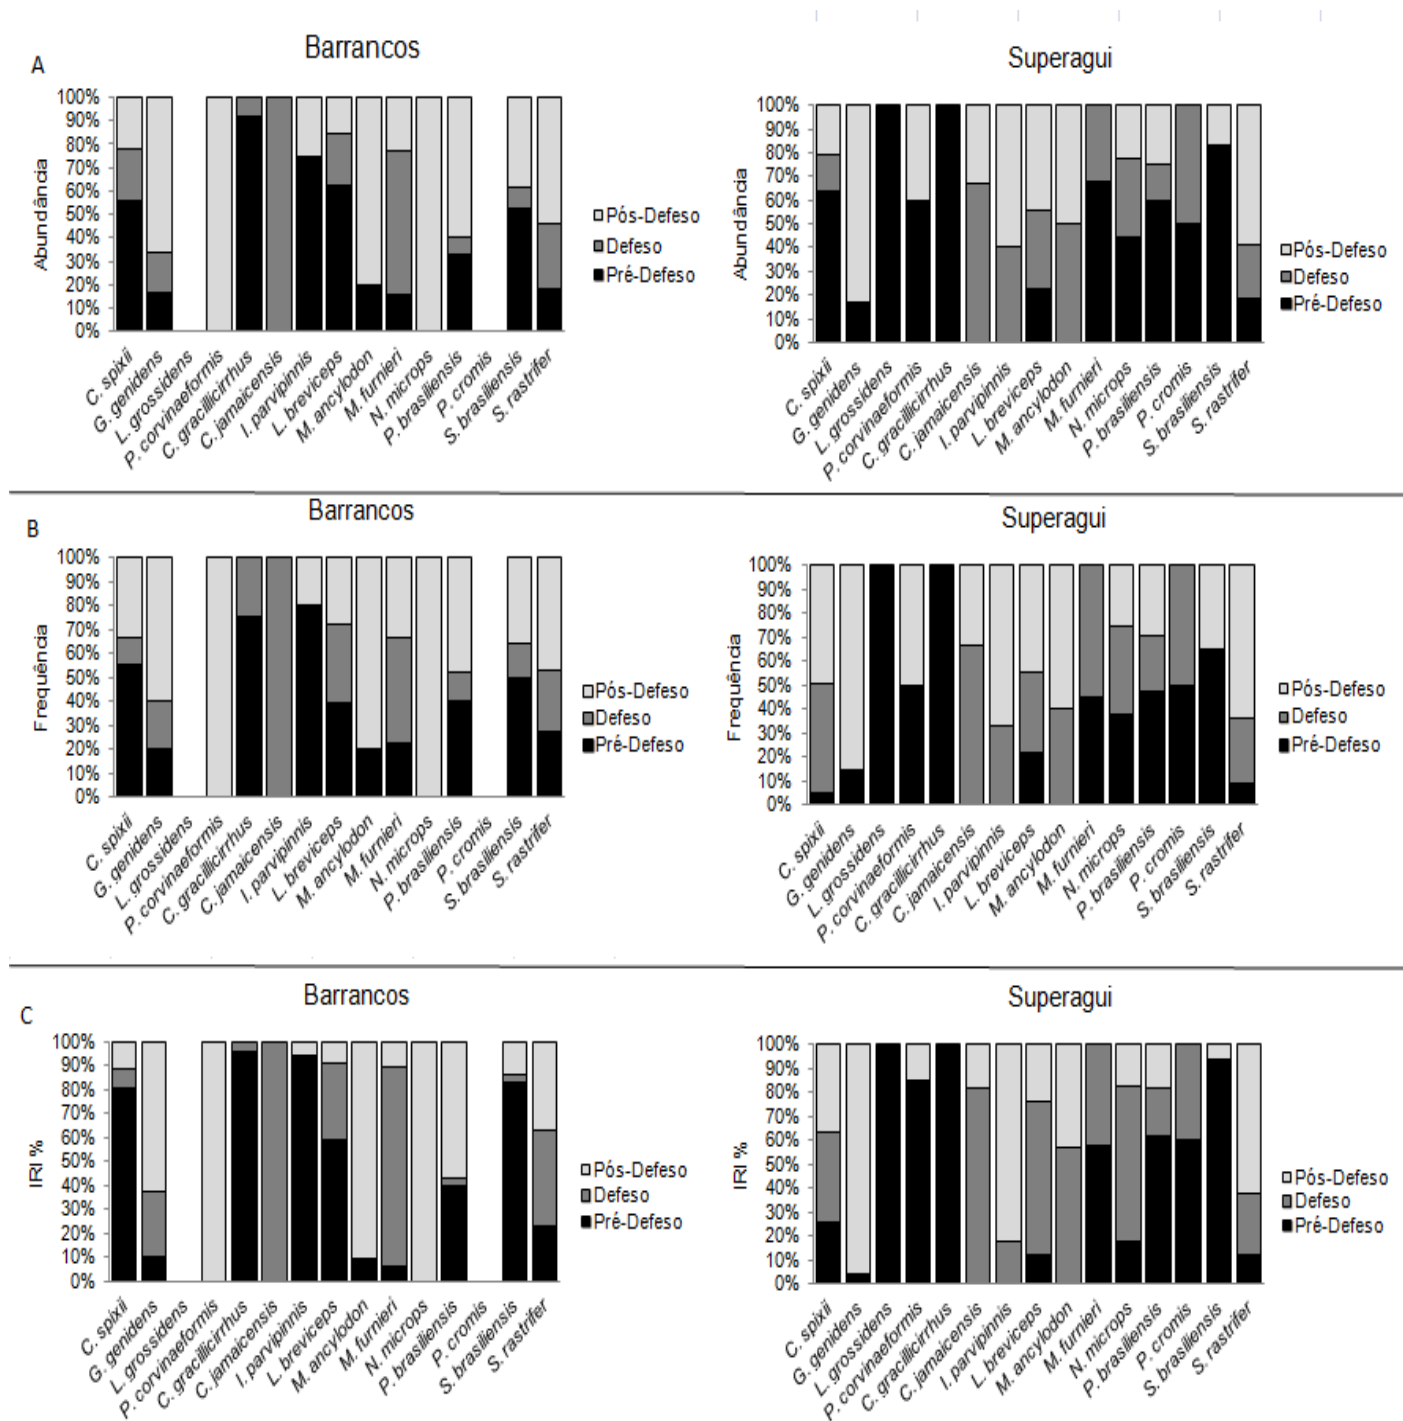 A
Barrancos
Abundância
100%
90%
80%
70%
60%
50%
40%
30%
20%
10%
0%
C. spixii
G. genidens
L. grossidens
P. corvinaeformis
C. gracillicirrhus
C. jamaicensis
I. parvipinnis
L. breviceps
M. ancylodon
M. furnieri
N. microps
P. brasiliensis
P. cromis
S. brasiliensis
S. rastrifer
Pós-Defeso
Defeso
Pré-Defeso
Superagui
Abundância
100%
90%
80%
70%
60%
50%
40%
30%
20%
10%
0%
C. spixii
G. genidens
L. grossidens
P. corvinaeformis
C. gracillicirrhus
C. jamaicensis
I. parvipinnis
L. breviceps
M. ancylodon
M. furnieri
N. microps
P. brasiliensis
P. cromis
S. brasiliensis
S. rastrifer
Pós-Defeso
Defeso
Pré-Defeso
B
Barrancos
Frequência
100%
90%
80%
70%
60%
50%
40%
30%
20%
10%
0%
C. spixii
G. genidens
L. grossidens
P. corvinaeformis
C. gracillicirrhus
C. jamaicensis
I. parvipinnis
L. breviceps
M. ancylodon
M. furnieri
N. microps
P. brasiliensis
P. cromis
S. brasiliensis
S. rastrifer
Pós-Defeso
Defeso
Pré-Defeso
Superagui
Frequência
100%
90%
80%
70%
60%
50%
40%
30%
20%
10%
0%
C. spixii
G. genidens
L. grossidens
P. corvinaeformis
C. gracillicirrhus
C. jamaicensis
I. parvipinnis
L. breviceps
M. ancylodon
M. furnieri
N. microps
P. brasiliensis
P. cromis
S. brasiliensis
S. rastrifer
Pós-Defeso
Defeso
Pré-Defeso
C
Barrancos
IRI %
100%
90%
80%
70%
60%
50%
40%
30%
20%
10%
0%
C. spixii
G. genidens
L. grossidens
P. corvinaeformis
C. gracillicirrhus
C. jamaicensis
I. parvipinnis
L. breviceps
M. ancylodon
M. furnieri
N. microps
P. brasiliensis
P. cromis
S. brasiliensis
S. rastrifer
Pós-Defeso
Defeso
Pré-Defeso
Superagui
IRI %
100%
90%
80%
70%
60%
50%
40%
30%
20%
10%
0%
C. spixii
G. genidens
L. grossidens
P. corvinaeformis
C. gracillicirrhus
C. jamaicensis
I. parvipinnis
L. breviceps
M. ancylodon
M. furnieri
N. microps
P. brasiliensis
P. cromis
S. brasiliensis
S. rastrifer
Pós-Defeso
Defeso
Pré-Defeso